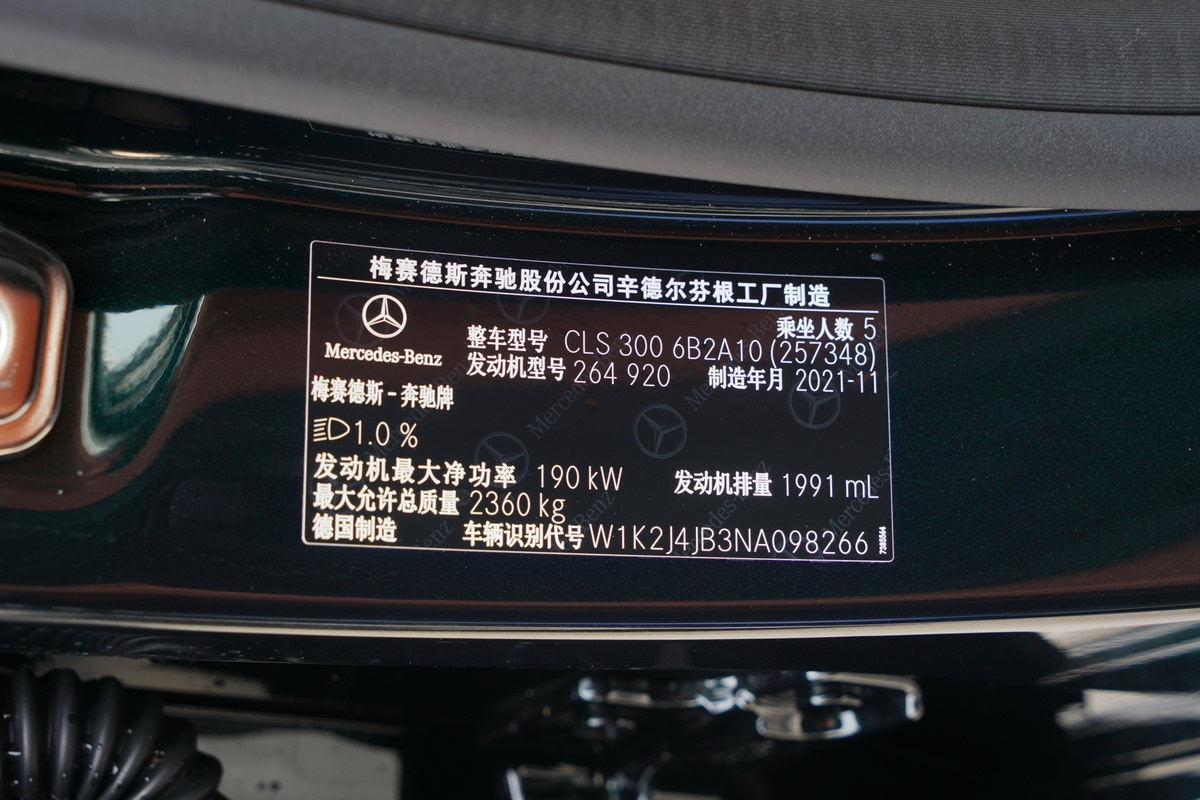 梅赛德斯奔驰股份公司辛德尔芬根工厂制造
乘坐人数 5
Mercedes-Benz
整车型号 CLS 300 6B2A10 (257348)
发动机型号 264 920 制造年月 2021-11
梅赛德斯-奔驰牌
1.0 %
发动机最大净功率 190 kW 发动机排量 1991 mL
最大允许总质量 2360 kg
德国制造 车辆识别代号 W1K2J4JB3NA098266